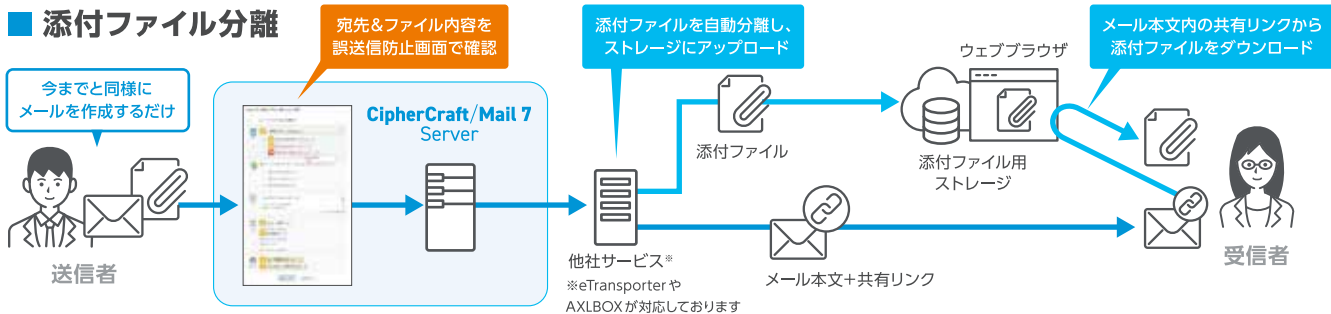 添付ファイル分離
今までと同様に
メールを作成するだけ
送信者
宛先＆ファイル内容を
誤送信防止画面で確認
CipherCraft/Mail 7
Server
添付ファイルを自動分離し、
ストレージにアップロード
他社サービス※
※eTransporterや
AXLBOXが対応しております
添付ファイル
メール本文＋共有リンク
ウェブブラウザ
添付ファイル用
ストレージ
メール本文内の共有リンクから
添付ファイルをダウンロード
受信者